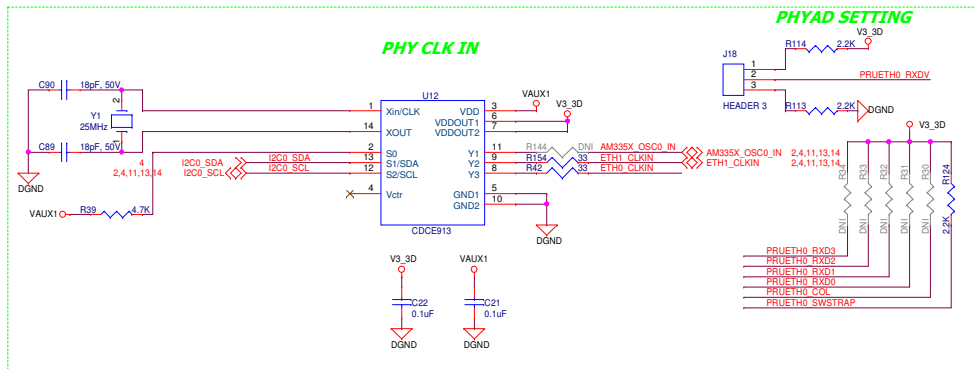 PHYAD SETTING
PHY CLK IN
V3_3D
R114 2.2K
J18
1
2 PRUETH0_RXDV
3
HEADER 3
R113 2.2K
DGND
C90 18pF, 50V
2
Y1
25MHz
1
C89 18pF, 50V
DGND
U12
1 Xin/CLK
14 XOUT
2 S0
13 S1/SDA
12 S2/SCL
4 Vctr
VDD 3
VDDOUT1 6
VDDOUT2 7
Y1 11
Y2 9
Y3 8
GND1 5
GND2 10
CDCE913
VAUX1
V3_3D
R144 DNI AM335X_OSC0_IN AM335X_OSC0_IN 2,4,11,13,14
R154 33 ETH1_CLKIN ETH1_CLKIN 2,4,11,13,14
R42 33 ETH0_CLKIN
DGND
4 I2C0_SDA I2C0_SDA
2,4,11,13,14 I2C0_SCL I2C0_SCL
VAUX1 R39 4.7K
V3_3D
R34 R33 R32 R31 R30 R124
DNI DNI DNI DNI DNI 2.2K
PRUETH0_RXD3
PRUETH0_RXD2
PRUETH0_RXD1
PRUETH0_RXD0
PRUETH0_COL
PRUETH0_SWSTRAP
V3_3D VAUX1
C22 C21
0.1uF 0.1uF
DGND DGND